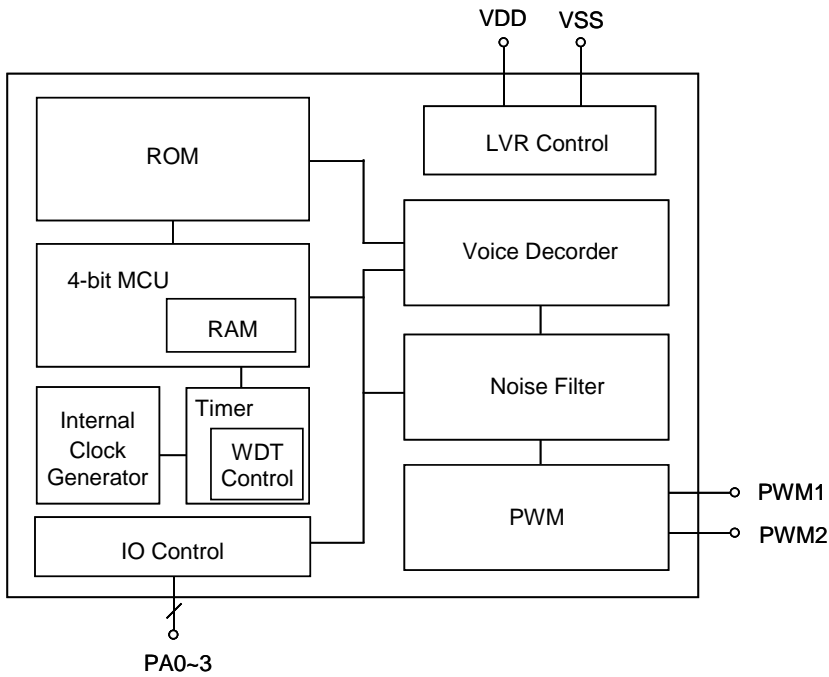 VDD
VSS
ROM
LVR Control
Voice Decorder
4-bit MCU
RAM
Noise Filter
Timer
Internal
Clock
Generator
WDT
Control
PWM
PWM1
PWM2
IO Control
PA0~3